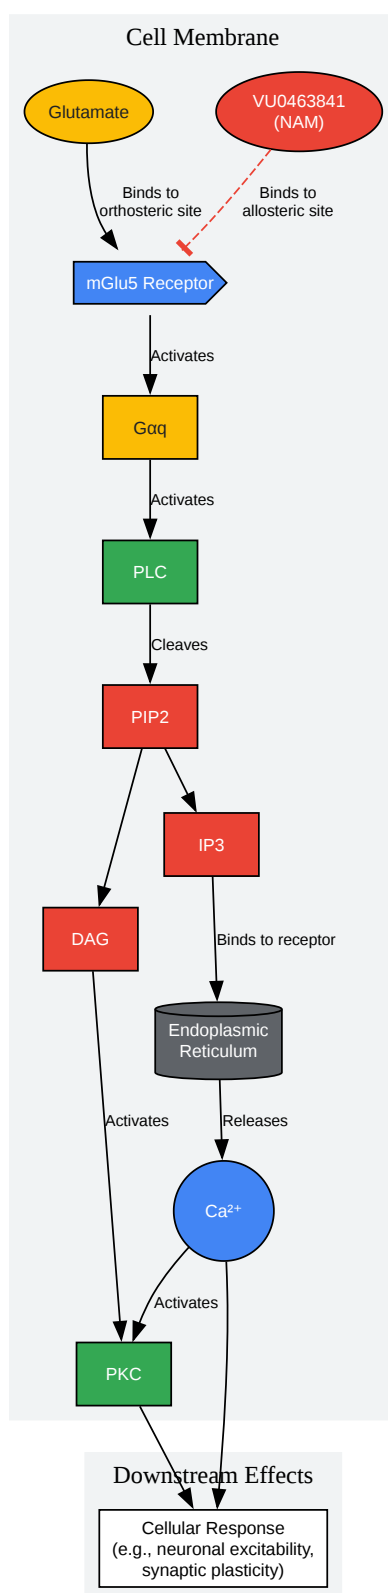 Cell Membrane
Glutamate
VU0463841
(NAM)
Binds to
orthosteric site
Binds to
allosteric site
mGlu5 Receptor
Activates
Gαq
Activates
PLC
Cleaves
PIP2
IP3
DAG
Binds to receptor
Endoplasmic
Reticulum
Activates
Releases
Ca²⁺
Activates
PKC
Downstream Effects
Cellular Response
(e.g., neuronal excitability,
synaptic plasticity)